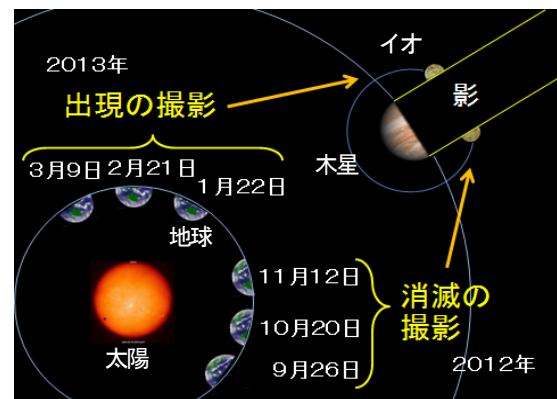 2013年
出現の撮影
3月9日
2月21日
1月22日
地球
太陽
イオ
影
木星
11月12日
10月20日
9月26日
消滅の
撮影
2012年